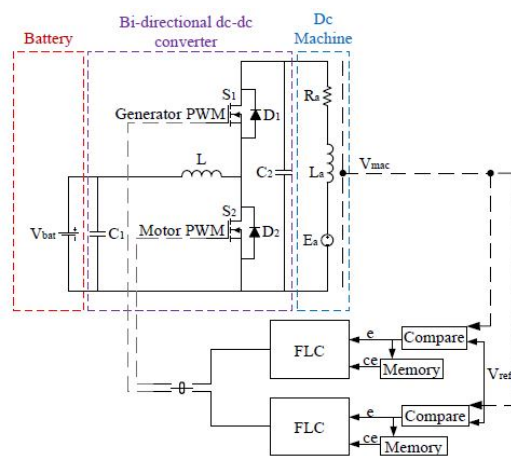 Battery
Bi-directional dc-dc
converter
Dc
Machine
S1
Generator PWM
D1
Ra
L
C2
La
Vmac
S2
Vbat
C1
Motor PWM
D2
Ea
FLC
e
Compare
ce
Memory
Vref
FLC
e
Compare
ce
Memory